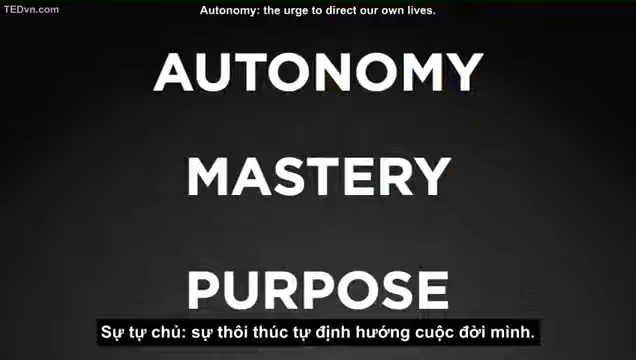 TEDvn.com
Autonomy: the urge to direct our own lives.
AUTONOMY
MASTERY
PURPOSE
Sự tự chủ: sự thôi thúc tự định hướng cuộc đời mình.